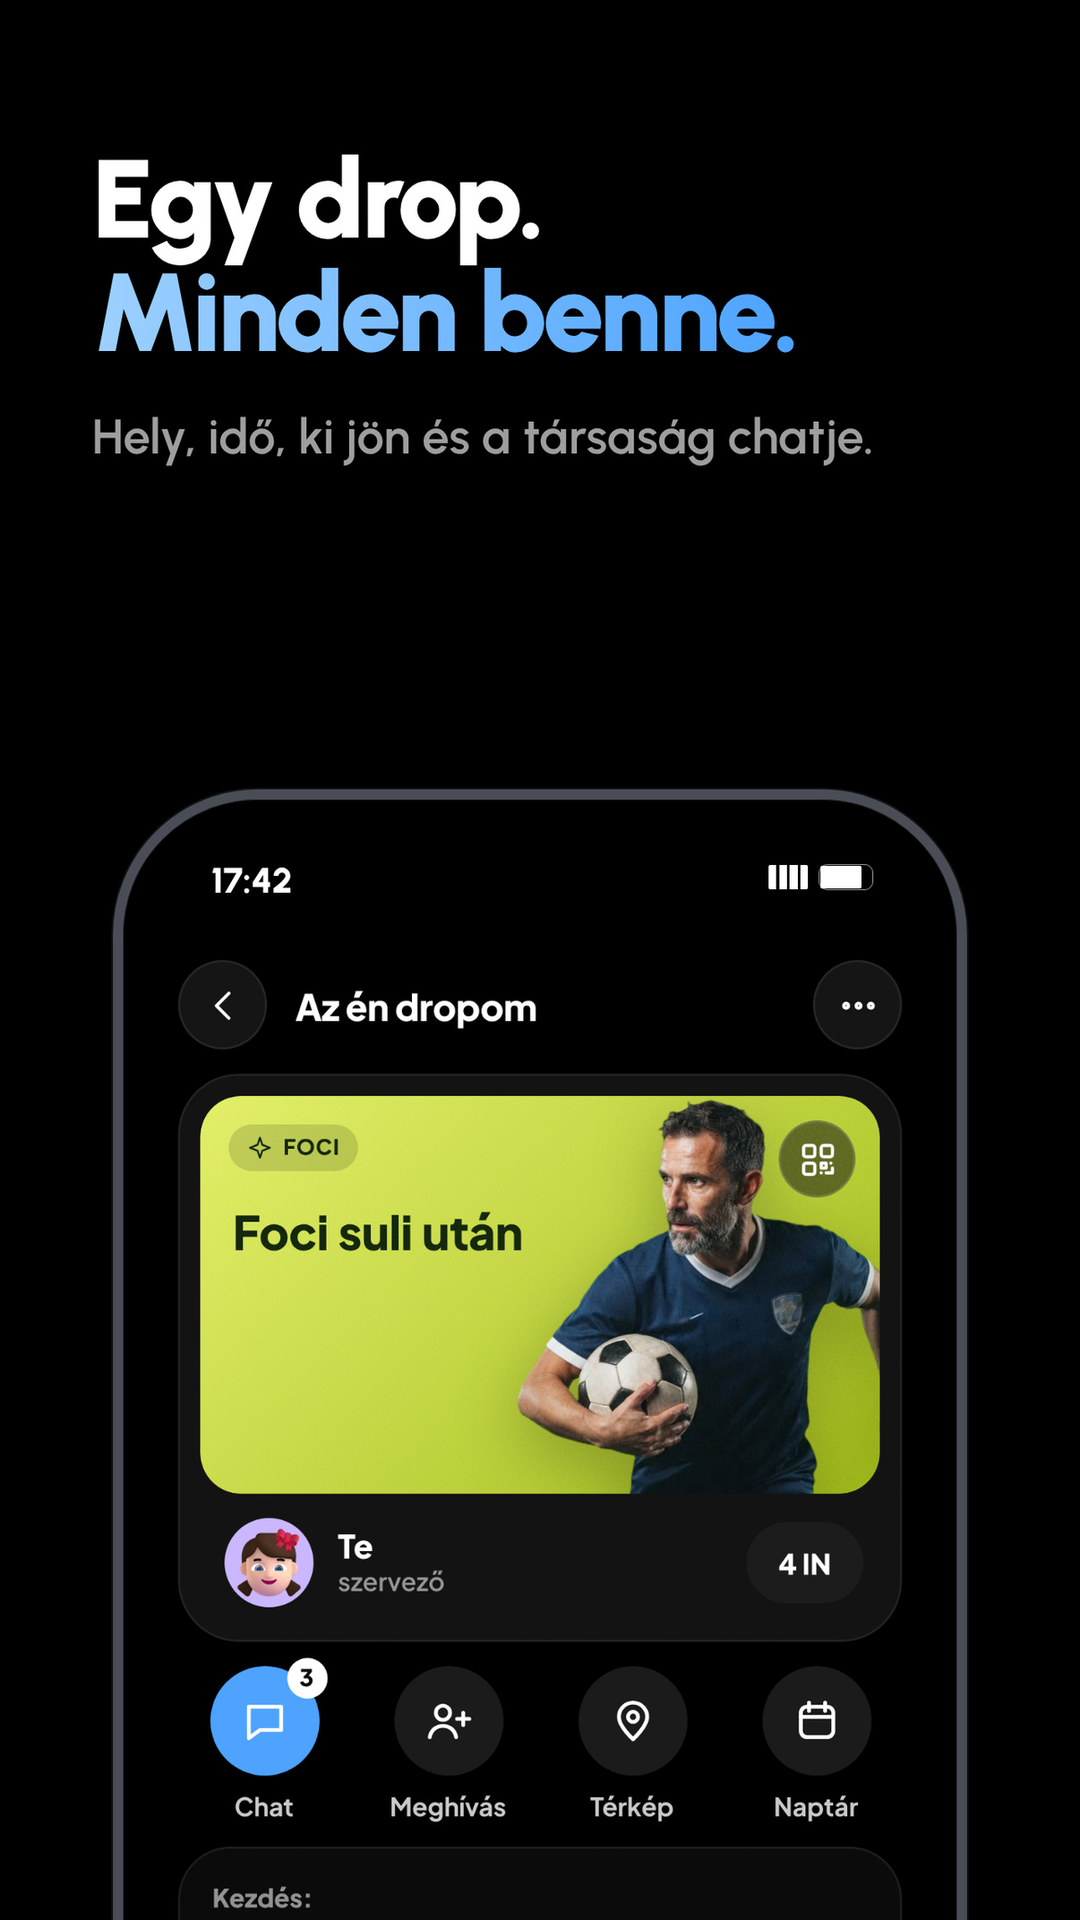 Egy drop.
Minden benne.
Hely, idő, ki jön és a társaság chatje.
17:42
Az én dropom
FOCI
Foci suli után
Te
szervező
4 IN
3
Chat
Meghívás
Térkép
Naptár
Kezdés: